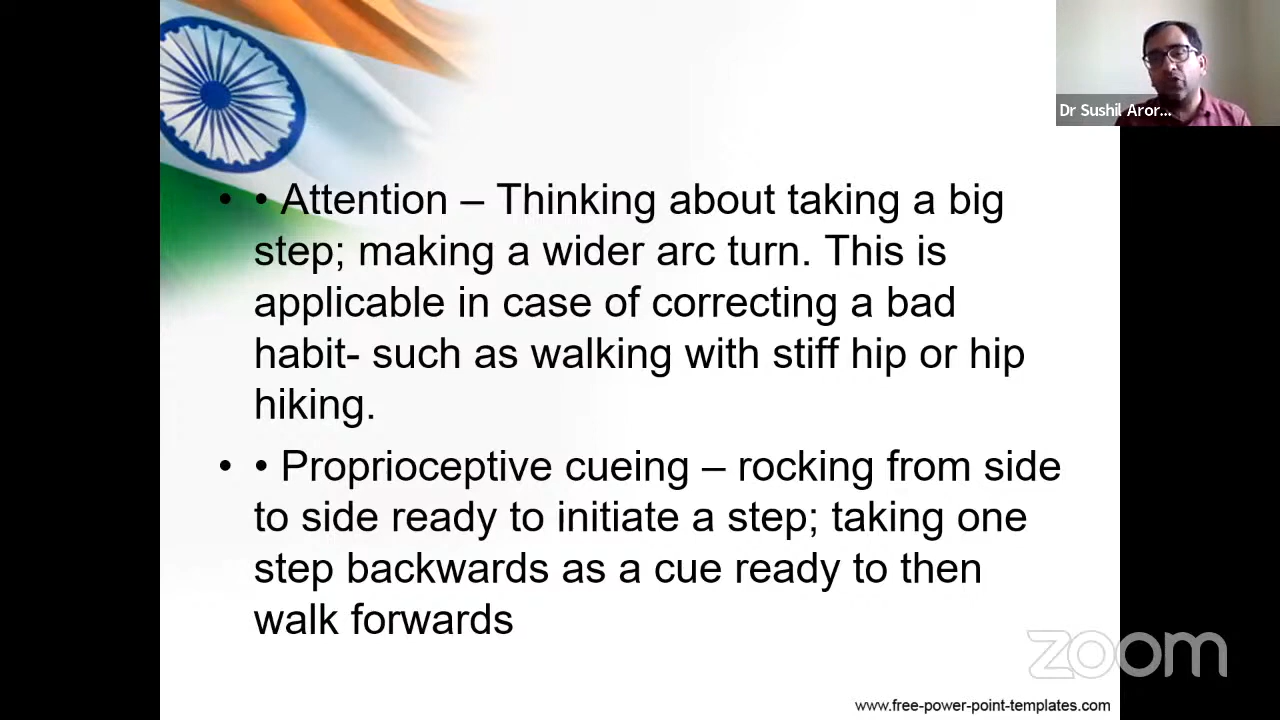 Dr Sushil Aror...
• • Attention – Thinking about taking a big
step; making a wider arc turn. This is
applicable in case of correcting a bad
habit- such as walking with stiff hip or hip
hiking.
• • Proprioceptive cueing – rocking from side
to side ready to initiate a step; taking one
step backwards as a cue ready to then
walk forwards
zoom
www.free-power-point-templates.com